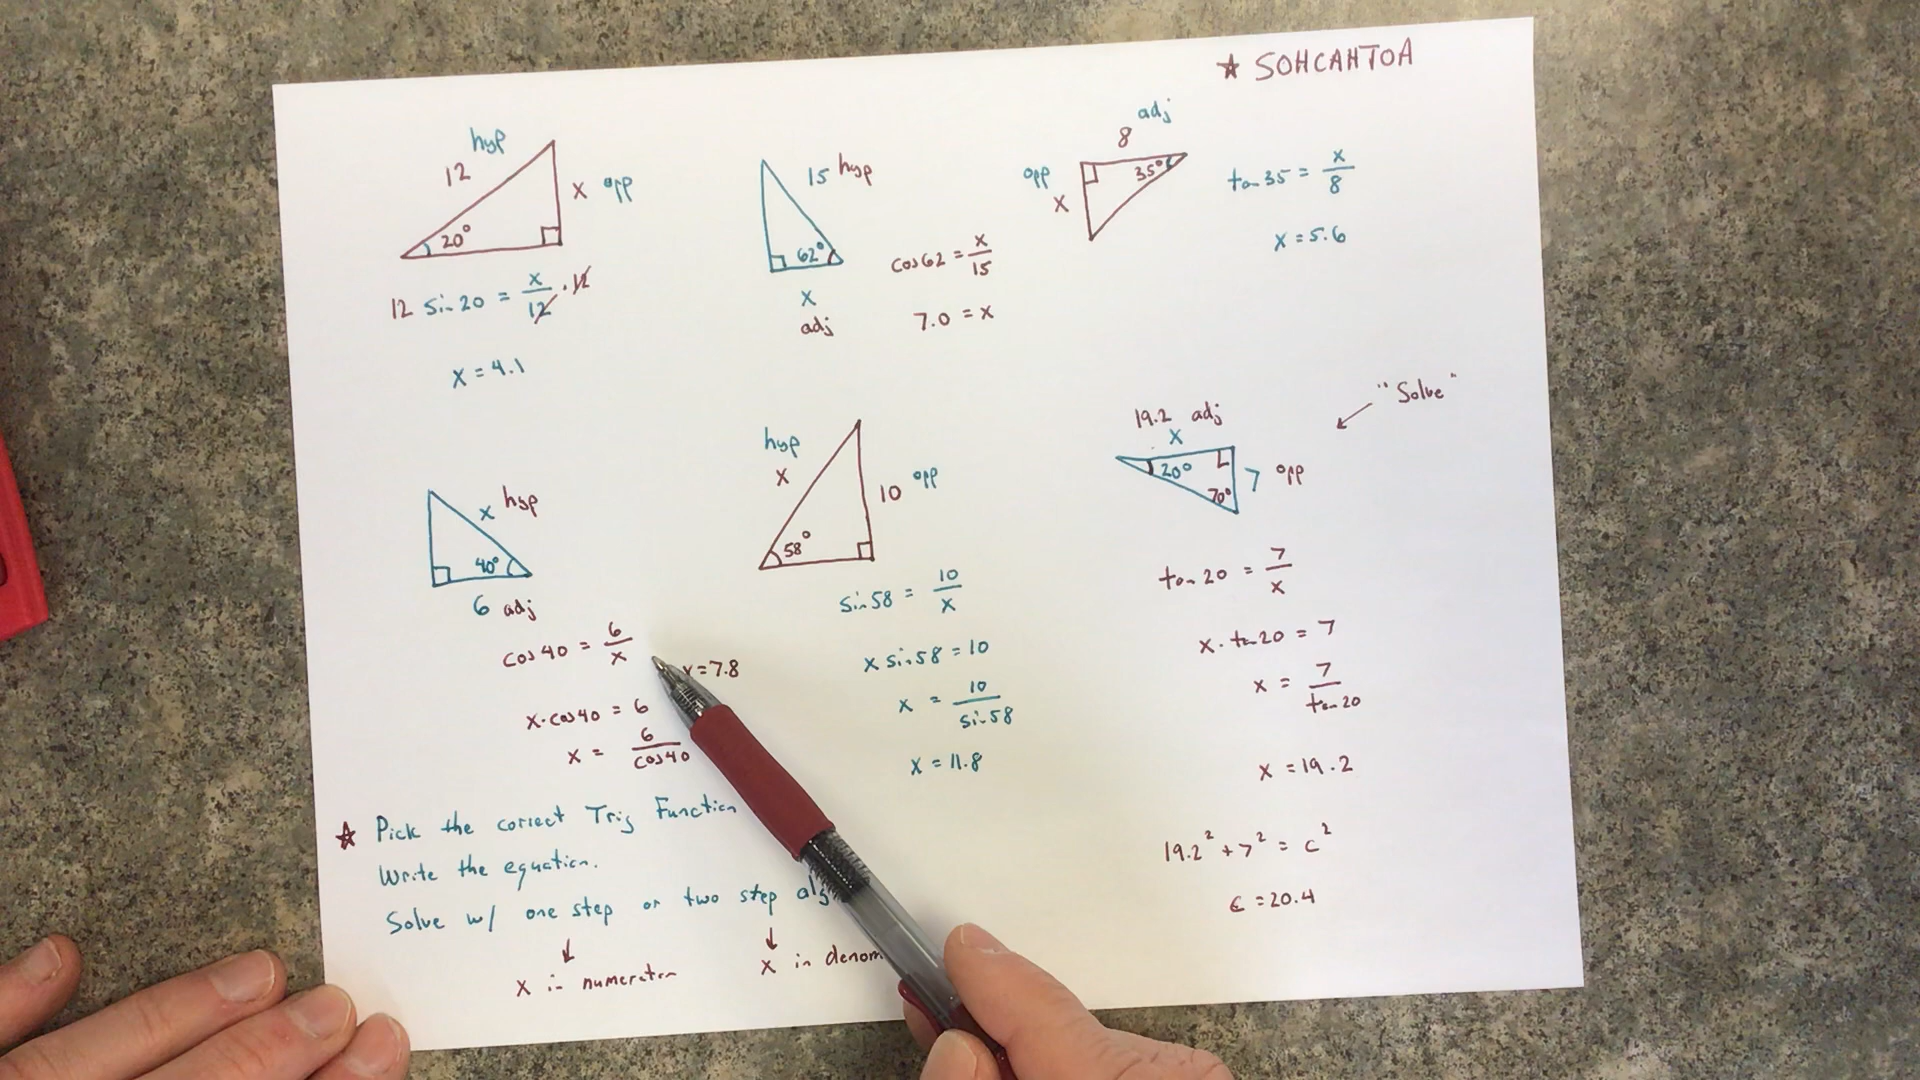 ★ SOHCAHTOA
hyp
12
x opp
20°
12 sin 20 = x/12 · 12
x = 4.1
15 hyp
62°
x
adj
cos 62 = x/15
7.0 = x
adj
8
opp
x
35°
tan 35 = x/8
x = 5.6
x hyp
40°
6 adj
cos 40 = 6/x
x = 7.8
x · cos 40 = 6
x = 6/cos 40
hyp
x
10 opp
58°
sin 58 = 10/x
x sin 58 = 10
x = 10/sin 58
x = 11.8
"Solve"
19.2 adj
x
20°
7 opp
70°
tan 20 = 7/x
x · tan 20 = 7
x = 7/tan 20
x = 19.2
19.2² + 7² = c²
c = 20.4
★ Pick the correct Trig Function
Write the equation.
Solve w/ one step or two step alg
x in numerator
x in denom